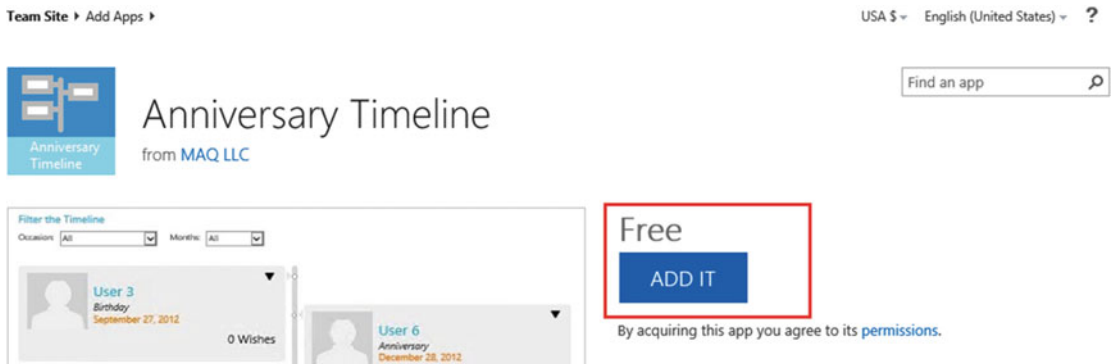 Team Site ▸ Add Apps ▸
USA $ English (United States) ?
Find an app
Anniversary Timeline
Anniversary
Timeline
from MAQ LLC
Filter the Timeline
Occasion: All Months: All
User 3
Birthday
September 27, 2012
0 Wishes
User 6
Anniversary
December 28, 2012
Free
ADD IT
By acquiring this app you agree to its permissions.